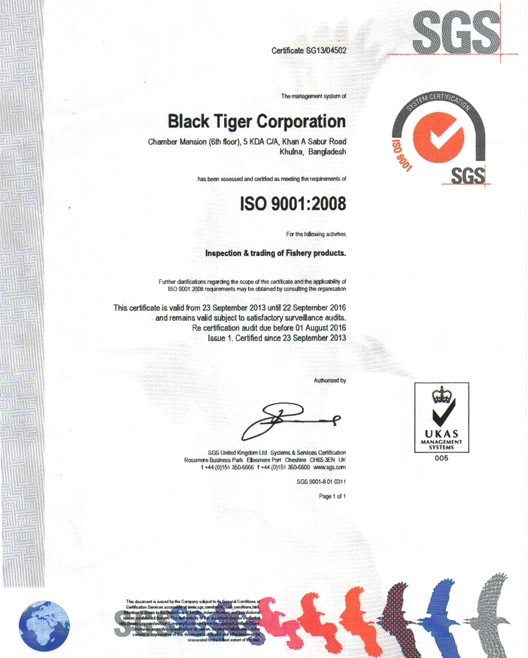 SGS
Certificate SG13/04502
The management system of
Black Tiger Corporation
Chamber Mansion (6th floor), 5 KDA C/A, Khan A Sabur Road
Khulna, Bangladesh
has been assessed and certified as meeting the requirements of
ISO 9001:2008
For the following activities
Inspection & trading of Fishery products.
Further clarifications regarding the scope of this certificate and the applicability of
ISO 9001:2008 requirements may be obtained by consulting the organisation
This certificate is valid from 23 September 2013 until 22 September 2016
and remains valid subject to satisfactory surveillance audits.
Re certification audit due before 01 August 2016
Issue 1. Certified since 23 September 2013
SYSTEM CERTIFICATION
ISO 9001
SGS
Authorised by
SGS United Kingdom Ltd Systems & Services Certification
Rossmore Business Park Ellesmere Port Cheshire CH65 3EN UK
t +44 (0)151 350-6666 f +44 (0)151 350-6600 www.sgs.com
SGS 9001-8 01 0311
Page 1 of 1
UKAS
MANAGEMENT
SYSTEMS
005
This document is issued by the Company subject to its General Conditions of
Certification Services accessible at www.sgs.com/terms_and_conditions.htm.